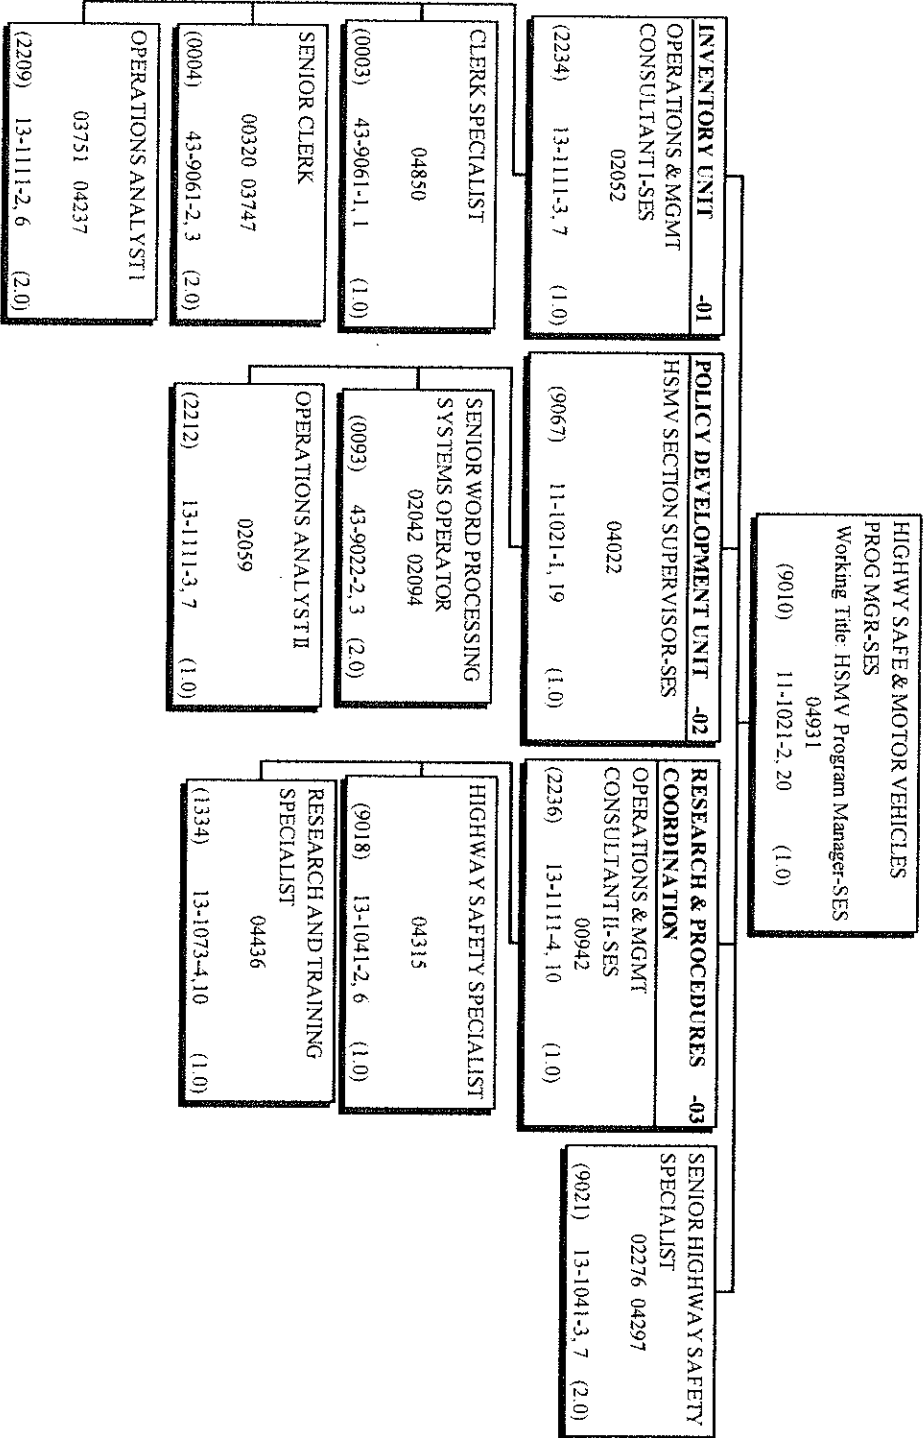 HIGHWY SAFE & MOTOR VEHICLES
PROG MGR-SES
Working Title: HSMV Program Manager-SES
04931
(9010) 11-1021-2, 20 (1.0)
INVENTORY UNIT -01
OPERATIONS & MGMT
CONSULTANT I-SES
02052
(2234) 13-1111-3, 7 (1.0)
CLERK SPECIALIST
04850
(0003) 43-9061-1, 1 (1.0)
SENIOR CLERK
00320 03747
(0004) 43-9061-2, 3 (2.0)
OPERATIONS ANALYST I
03751 04237
(2209) 13-1111-2, 6 (2.0)
POLICY DEVELOPMENT UNIT -02
HSMV SECTION SUPERVISOR-SES
04022
(9067) 11-1021-1, 19 (1.0)
SENIOR WORD PROCESSING
SYSTEMS OPERATOR
02042 02094
(0093) 43-9022-2, 3 (2.0)
OPERATIONS ANALYST II
02059
(2212) 13-1111-3, 7 (1.0)
RESEARCH & PROCEDURES -03
COORDINATION
OPERATIONS & MGMT
CONSULTANT II- SES
00942
(2236) 13-1111-4, 10 (1.0)
HIGHWAY SAFETY SPECIALIST
04315
(9018) 13-1041-2, 6 (1.0)
RESEARCH AND TRAINING
SPECIALIST
04436
(1334) 13-1073-4,10 (1.0)
SENIOR HIGHWAY SAFETY
SPECIALIST
02276 04297
(9021) 13-1041-3, 7 (2.0)